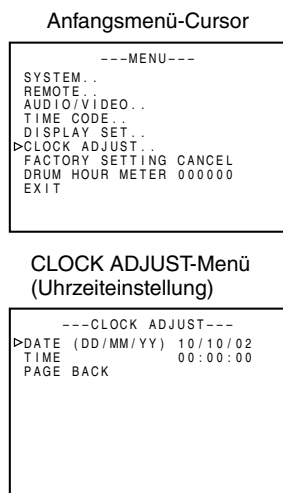 Anfangsmenü-Cursor
---MENU---
SYSTEM..
REMOTE..
AUDIO/VIDEO..
TIME CODE..
DISPLAY SET..
CLOCK ADJUST..
FACTORY SETTING CANCEL
DRUM HOUR METER 000000
EXIT
CLOCK ADJUST-Menü
(Uhrzeiteinstellung)
---CLOCK ADJUST---
DATE (DD/MM/YY) 10/10/02
TIME 00:00:00
PAGE BACK